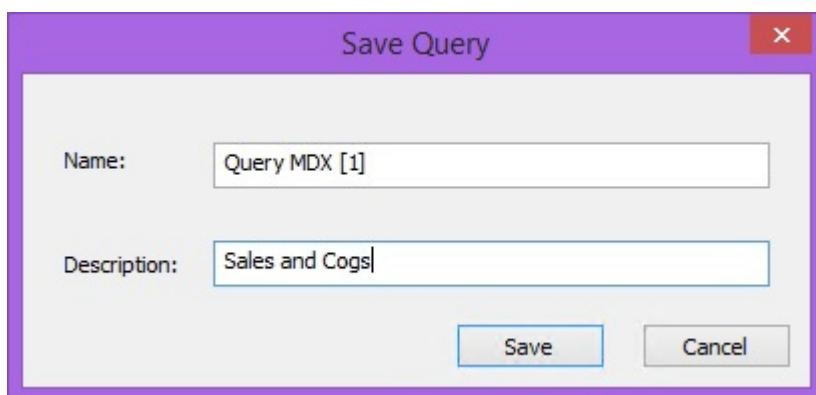 Save Query
Name: Query MDX [1]
Description: Sales and Cogs
Save Cancel